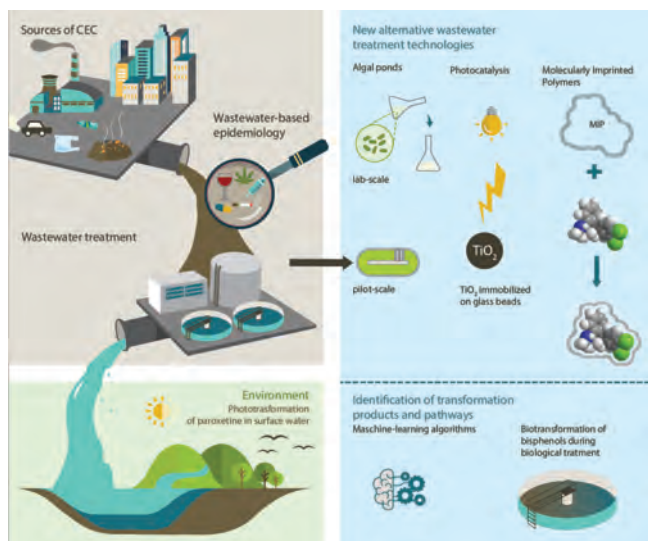 Sources of CEC
Wastewater-based
epidemiology
Wastewater treatment
Environment
Phototrasformation
of paroxetine in surface water
New alternative wastewater
treatment technologies
Algal ponds
lab-scale
pilot-scale
Photocatalysis
TiO₂
TiO₂ immobilized
on glass beads
Molecularly Imprinted
Polymers
MIP
+
Identification of transformation
products and pathways
Maschine-learning algorithms
Biotransformation of
bisphenols during
biological tratment